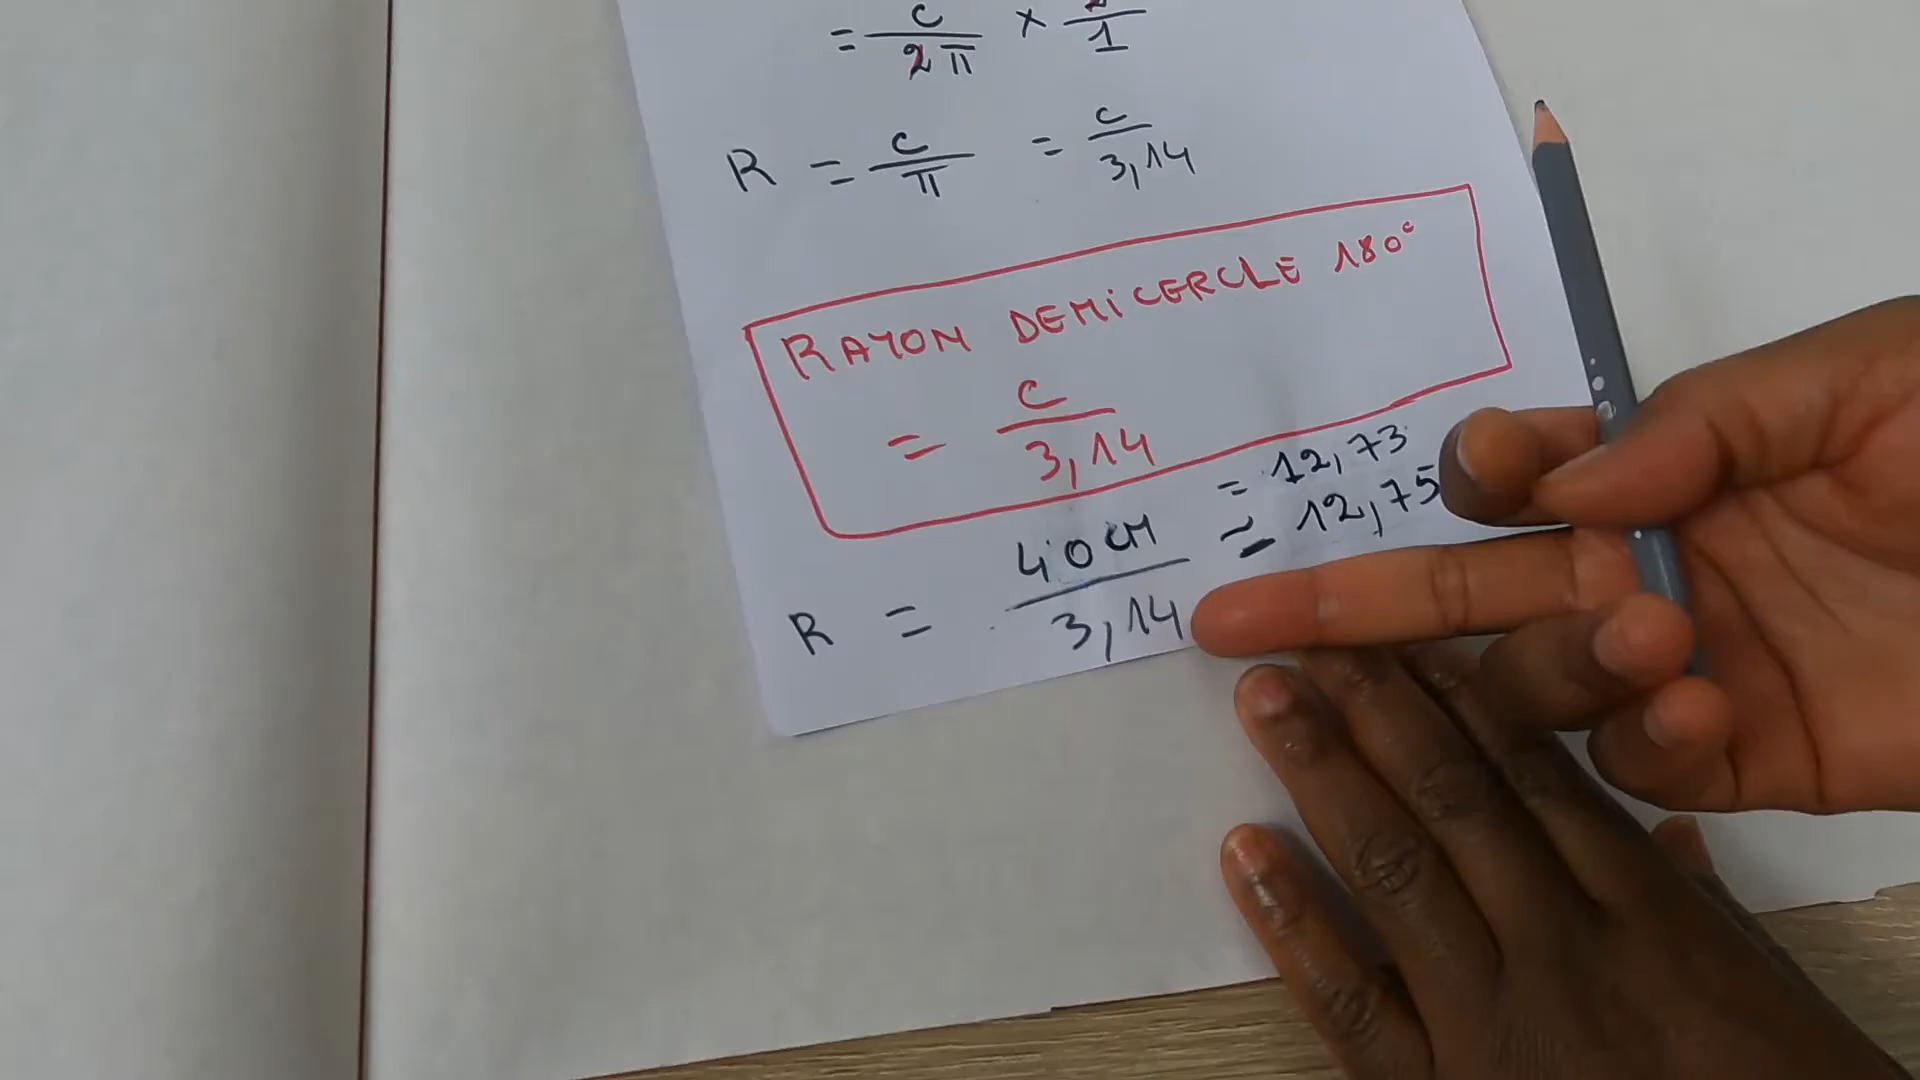 = C / 2π × 2 / 1
R = C / π = C / 3,14
RAYON DEMICERCLE 180°
= C / 3,14
R = 40CM / 3,14 = 12,73
≃ 12,75